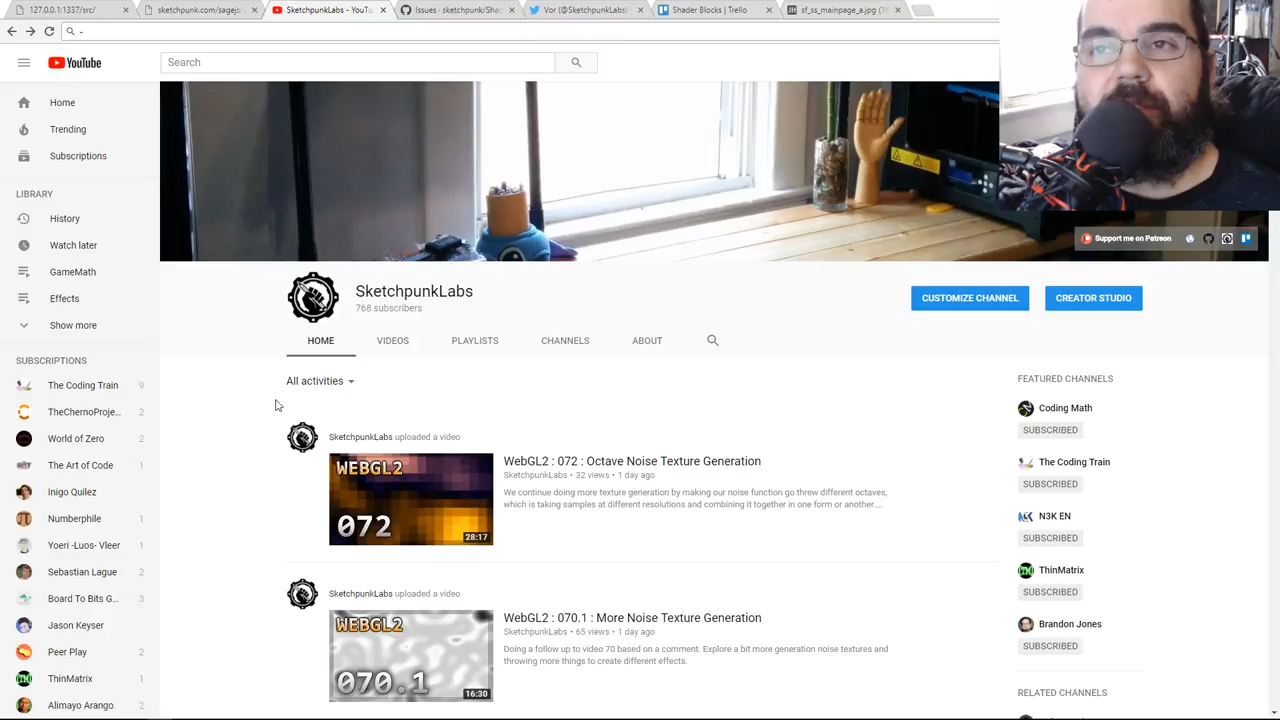 127.0.0.1:1337/src/
sketchpunk.com/sagejs/
SketchpunkLabs - YouTu
Issues · sketchpunk/Shad
Vor (@SketchpunkLabs)
Shader Blocks | Trello
sf_ss_mainpage_a.jpg
-
YouTube
Search
Home
Trending
Subscriptions
LIBRARY
History
Watch later
GameMath
Effects
Show more
SUBSCRIPTIONS
The Coding Train 9
TheChernoProje... 2
World of Zero 2
The Art of Code 1
Inigo Quilez
Numberphile 1
Yoeri -Luos- Vleer 1
Sebastian Lague 2
Board To Bits G... 3
Jason Keyser
Peer Play 2
ThinMatrix 1
Alimayo Arango 2
Support me on Patreon
SketchpunkLabs
768 subscribers
CUSTOMIZE CHANNEL
CREATOR STUDIO
HOME VIDEOS PLAYLISTS CHANNELS ABOUT
All activities
SketchpunkLabs uploaded a video
WEBGL2
072
28:17
WebGL2 : 072 : Octave Noise Texture Generation
SketchpunkLabs • 32 views • 1 day ago
We continue doing more texture generation by making our noise function go threw different octaves,
which is taking samples at different resolutions and combining it together in one form or another....
SketchpunkLabs uploaded a video
WEBGL2
070.1
16:30
WebGL2 : 070.1 : More Noise Texture Generation
SketchpunkLabs • 65 views • 1 day ago
Doing a follow up to video 70 based on a comment. Explore a bit more generation noise textures and
throwing more things to create different effects.
FEATURED CHANNELS
Coding Math
SUBSCRIBED
The Coding Train
SUBSCRIBED
N3K EN
SUBSCRIBED
ThinMatrix
SUBSCRIBED
Brandon Jones
SUBSCRIBED
RELATED CHANNELS